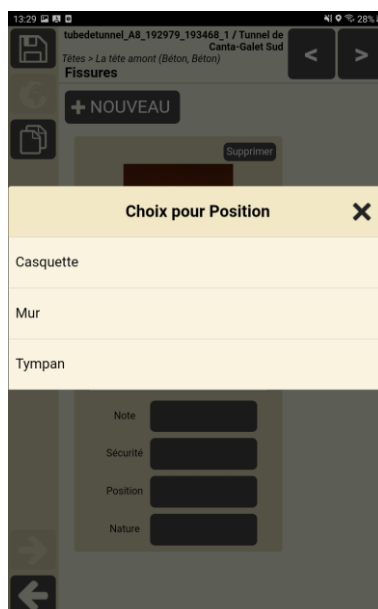 13:29
28%
tubedetunnel_A8_192979_193468_1 / Tunnel de
Canta-Galet Sud
Têtes > La tête amont (Béton, Béton)
Fissures
< >
+ NOUVEAU
Supprimer
Choix pour Position
Casquette
Mur
Tympan
Note
Sécurité
Position
Nature